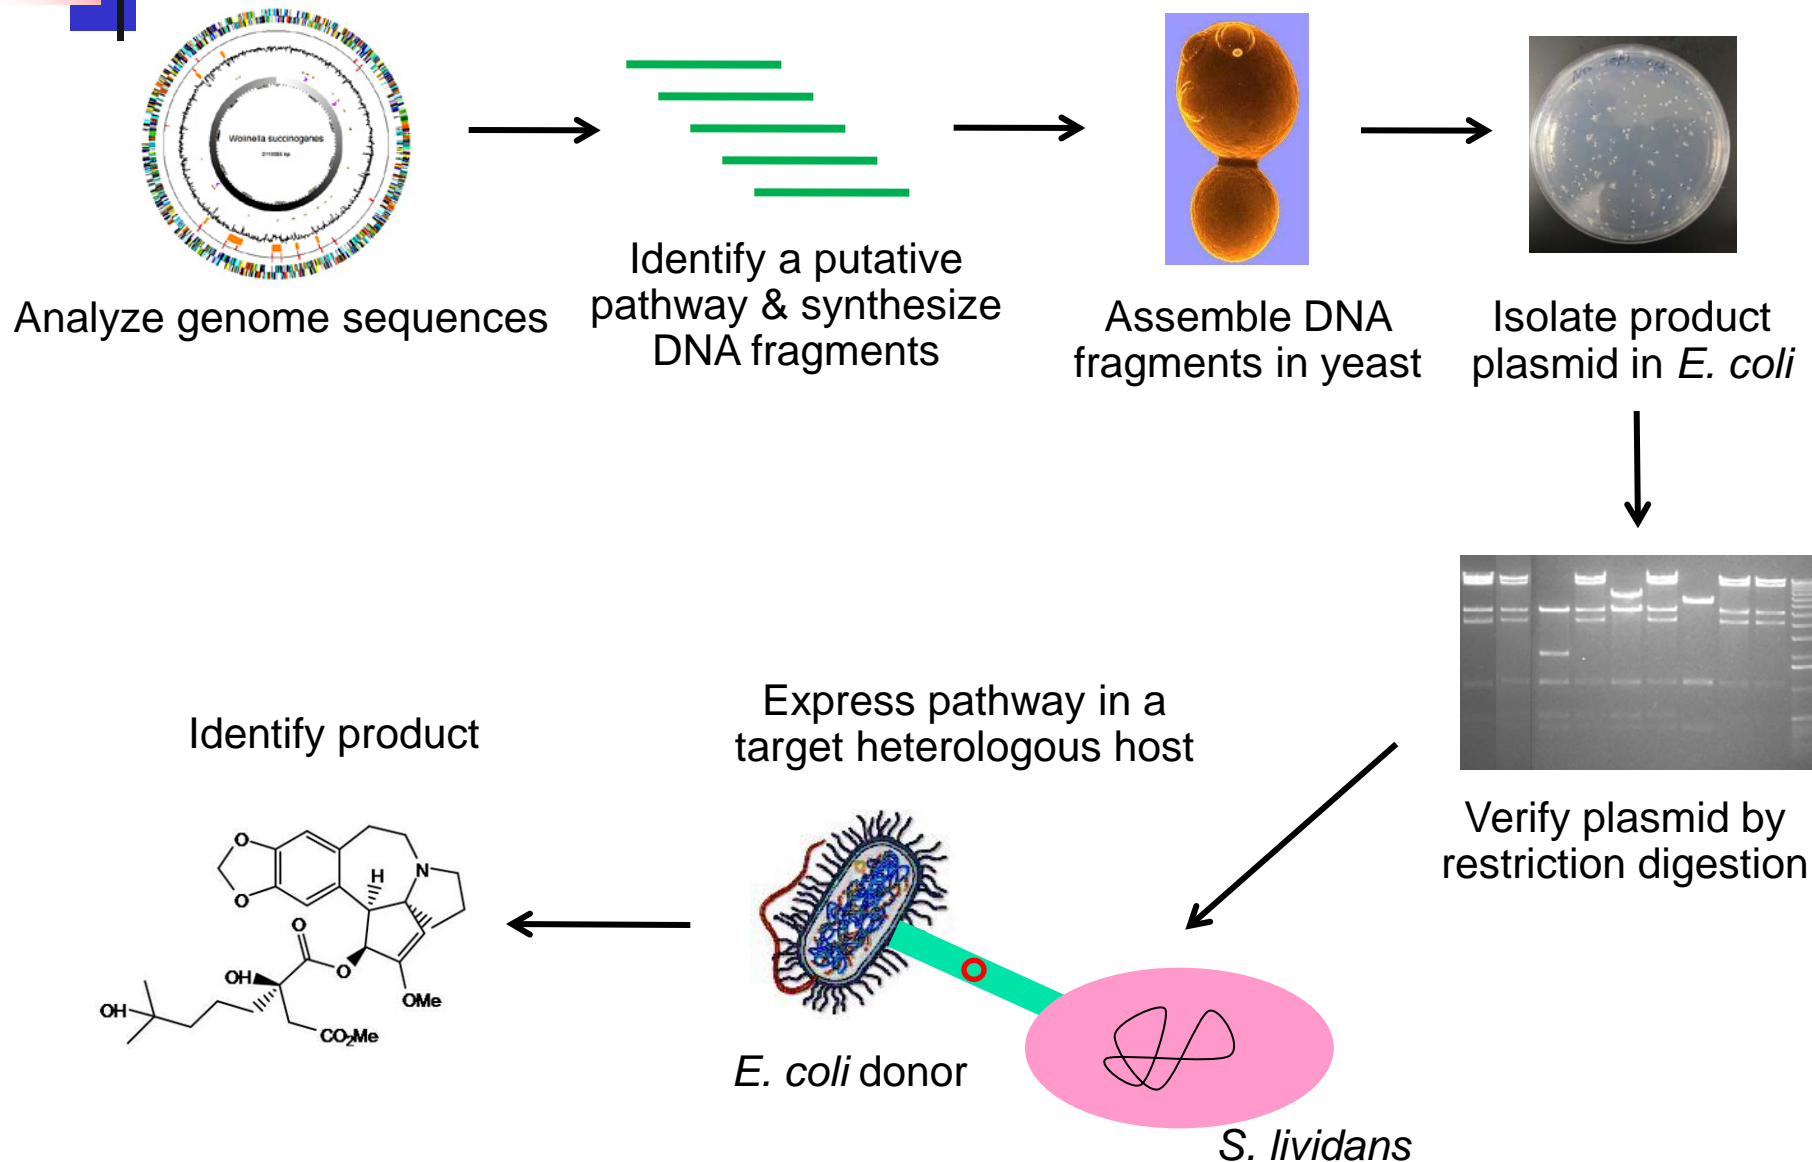 Wolinella succinogenes
Analyze genome sequences
Identify a putative
pathway & synthesize
DNA fragments
Assemble DNA
fragments in yeast
Isolate product
plasmid in E. coli
Verify plasmid by
restriction digestion
Express pathway in a
target heterologous host
E. coli donor
S. lividans
Identify product
O
O
N
H
O
OH
O
OMe
OH
CO2Me